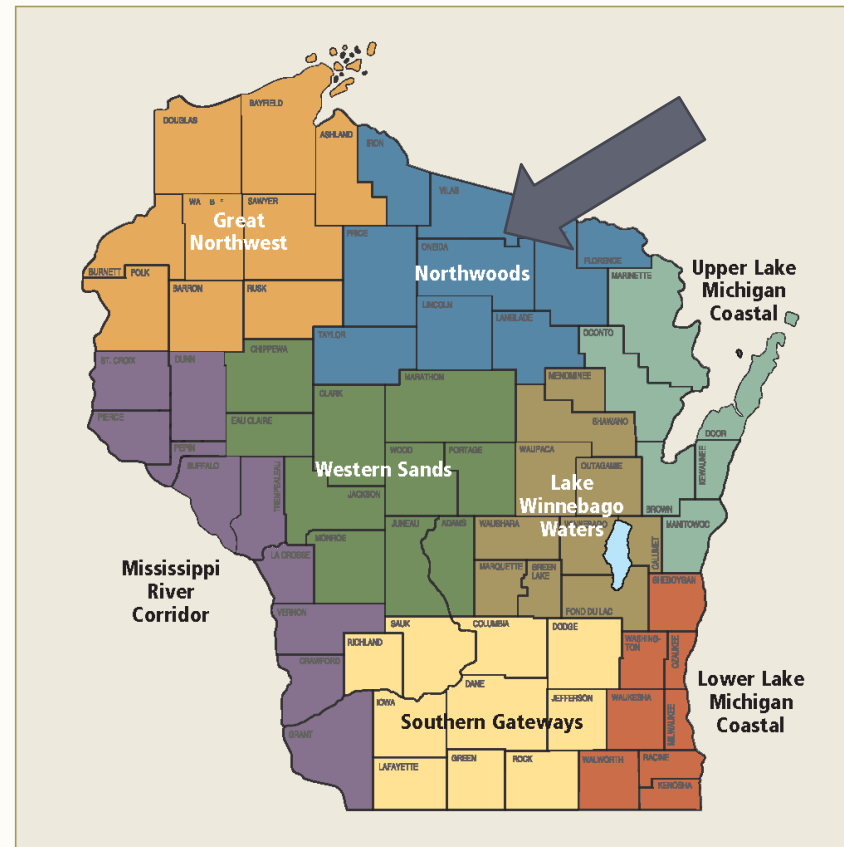 DOUGLAS
BAYFIELD
ASHLAND
IRON
VILAS
WA
SAWYER
Great
Northwest
PRICE
ONEIDA
Northwoods
FLORENCE
MARINETTE
Upper Lake
Michigan
Coastal
BURNETT
POLK
BARRON
RUSK
LINCOLN
LANGLADE
TAYLOR
OCONTO
CHIPPEWA
ST. CROIX
DUNN
MARATHON
MENOMINEE
CLARK
PIERCE
EAU CLAIRE
SHAWANO
DOOR
PEPIN
BUFFALO
WOOD
PORTAGE
WAUPACA
Western Sands
OUTAGAMIE
KEWAUNEE
TREMPEALEAU
JACKSON
Lake
Winnebago
Waters
BROWN
MANITOWOC
JUNEAU
ADAMS
WAUSHARA
WINNEBAGO
CALUMET
MONROE
LA CROSSE
Mississippi
River
Corridor
MARQUETTE
GREEN
LAKE
SHEBOYGAN
FOND DU LAC
VERNON
SAUK
COLUMBIA
DODGE
RICHLAND
WASHING-
TON
OZAUKEE
CRAWFORD
DANE
Lower Lake
Michigan
Coastal
IOWA
JEFFERSON
WAUKESHA
MILWAUKEE
Southern Gateways
GRANT
LAFAYETTE
GREEN
ROCK
WALWORTH
RACINE
KENOSHA